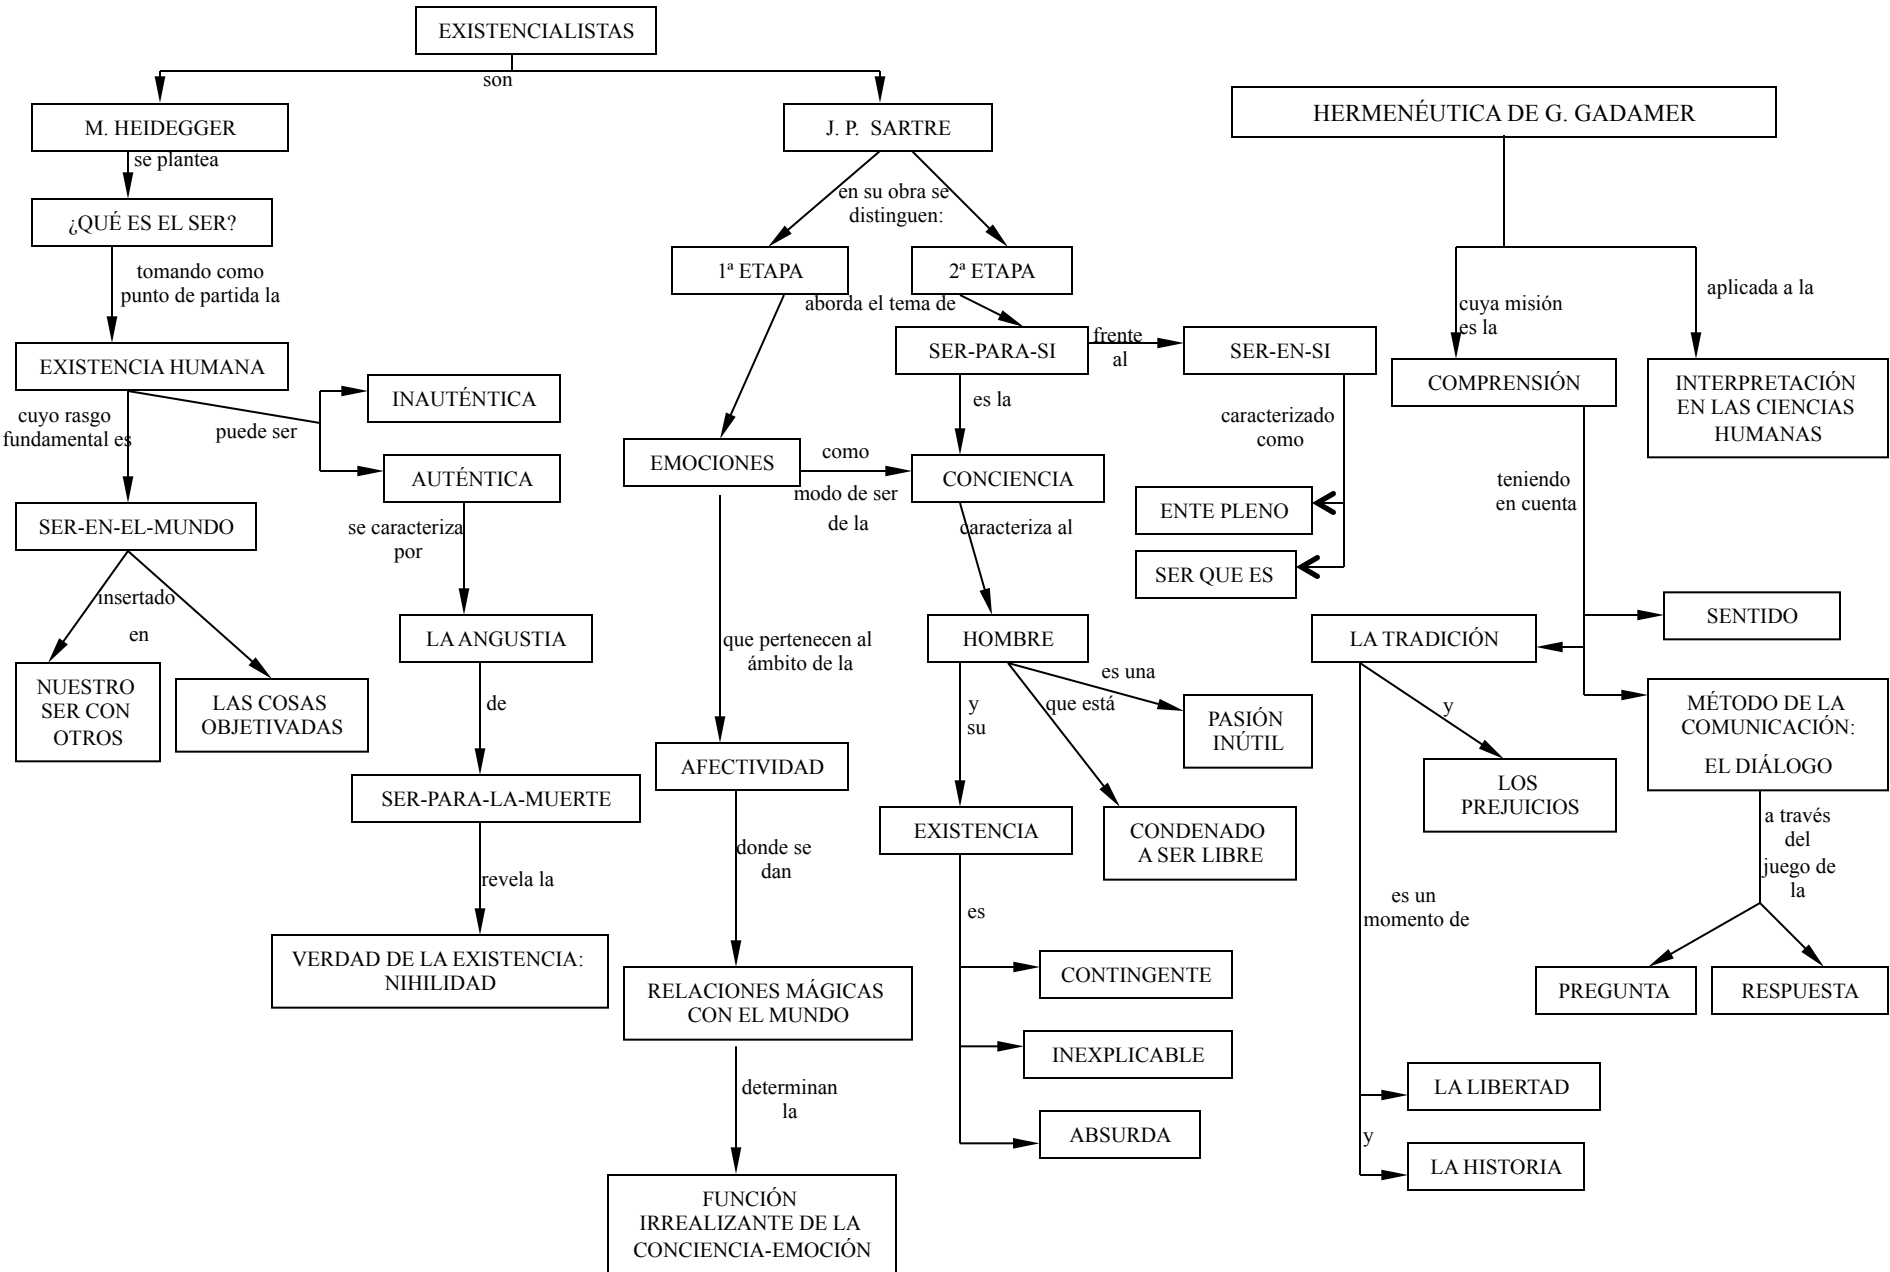 EXISTENCIALISTAS
son
M. HEIDEGGER
se plantea
¿QUÉ ES EL SER?
tomando como
punto de partida la
EXISTENCIA HUMANA
cuyo rasgo
fundamental es
puede ser
INAUTÉNTICA
AUTÉNTICA
SER-EN-EL-MUNDO
insertado
en
NUESTRO
SER CON
OTROS
LAS COSAS
OBJETIVADAS
se caracteriza
por
LA ANGUSTIA
de
SER-PARA-LA-MUERTE
revela la
VERDAD DE LA EXISTENCIA:
NIHILIDAD
J. P. SARTRE
en su obra se
distinguen:
1ª ETAPA
2ª ETAPA
aborda el tema de
SER-PARA-SI
frente
al
SER-EN-SI
es la
caracterizado
como
ENTE PLENO
SER QUE ES
EMOCIONES
como
modo de ser
de la
CONCIENCIA
caracteriza al
HOMBRE
que pertenecen al
ámbito de la
AFECTIVIDAD
donde se
dan
RELACIONES MÁGICAS
CON EL MUNDO
determinan
la
FUNCIÓN
IRREALIZANTE DE LA
CONCIENCIA-EMOCIÓN
es una
PASIÓN
INÚTIL
que está
CONDENADO
A SER LIBRE
y
su
EXISTENCIA
es
CONTINGENTE
INEXPLICABLE
ABSURDA
HERMENÉUTICA DE G. GADAMER
cuya misión
es la
aplicada a la
COMPRENSIÓN
INTERPRETACIÓN
EN LAS CIENCIAS
HUMANAS
teniendo
en cuenta
SENTIDO
LA TRADICIÓN
y
LOS
PREJUICIOS
MÉTODO DE LA
COMUNICACIÓN:
EL DIÁLOGO
a través
del
juego de
la
PREGUNTA
RESPUESTA
es un
momento de
LA LIBERTAD
y
LA HISTORIA